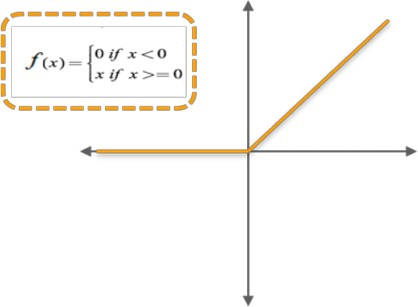 f(x) = {0 if x < 0
x if x >= 0